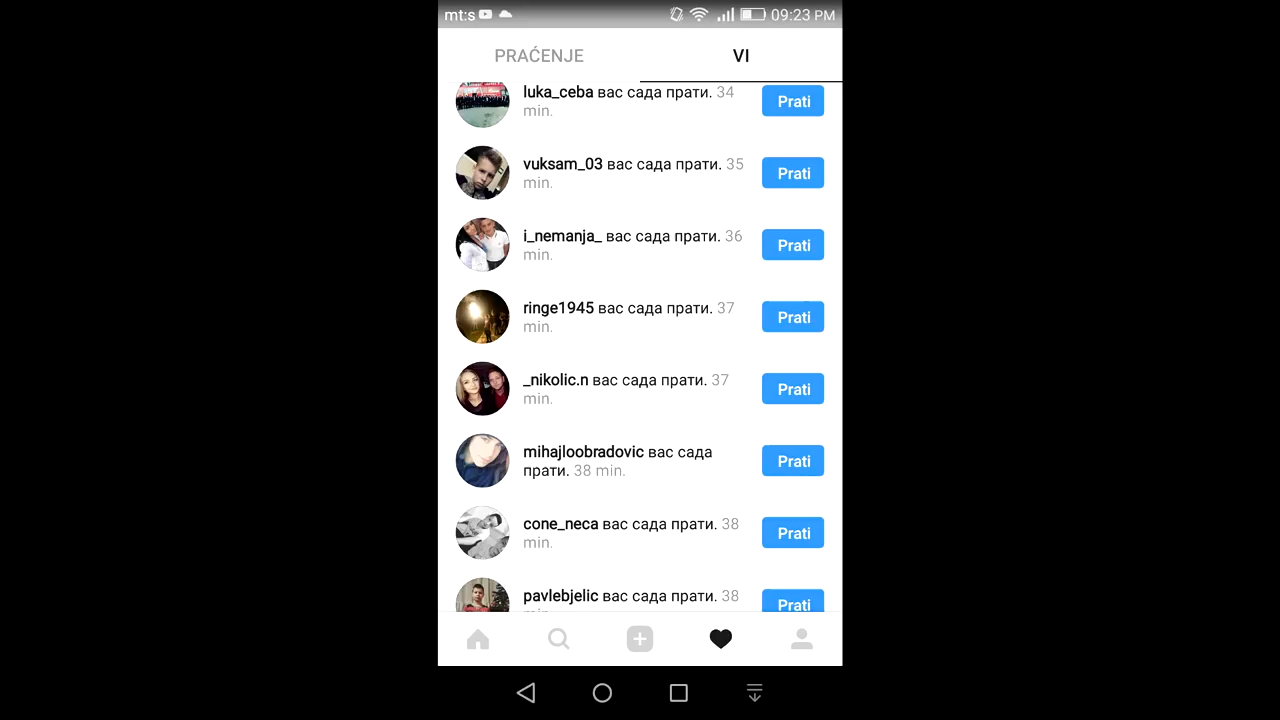 mt:s 09:23 PM
PRAĆENJE VI
luka_ceba вас сада прати. 34
min.
Prati
vuksam_03 вас сада прати. 35
min.
Prati
i_nemanja_ вас сада прати. 36
min.
Prati
ringe1945 вас сада прати. 37
min.
Prati
_nikolic.n вас сада прати. 37
min.
Prati
mihajloobradovic вас сада
прати. 38 min.
Prati
cone_neca вас сада прати. 38
min.
Prati
pavlebjelic вас сада прати. 38
Prati